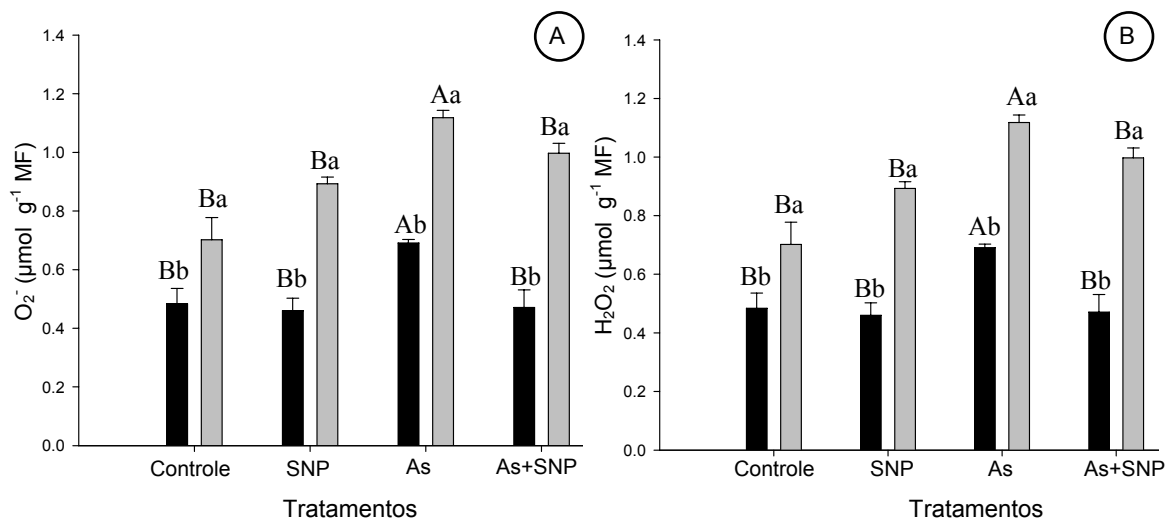 A
1.4
1.2
1.0
0.8
0.6
0.4
0.2
0.0
O₂⁻ (µmol g⁻¹ MF)
Bb Ba Bb Ba Ab Aa Bb Ba
Controle SNP As As+SNP
Tratamentos
B
1.4
1.2
1.0
0.8
0.6
0.4
0.2
0.0
H₂O₂ (µmol g⁻¹ MF)
Bb Ba Bb Ba Ab Aa Bb Ba
Controle SNP As As+SNP
Tratamentos